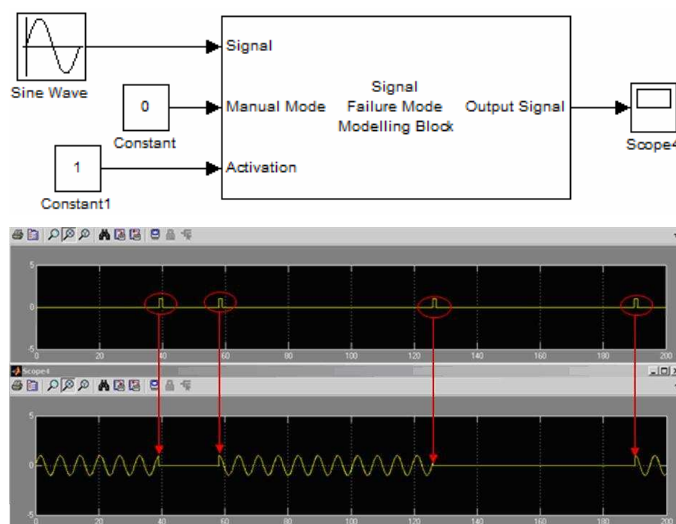 Signal
Sine Wave
0
Manual Mode
Signal
Failure Mode
Modelling Block
Output Signal
Constant
Scope4
1
Activation
Constant1
5
0
-5
0 20 40 60 80 100 120 140 160 180 200
Scope4
5
0
-5
0 20 40 60 80 100 120 140 160 180 200